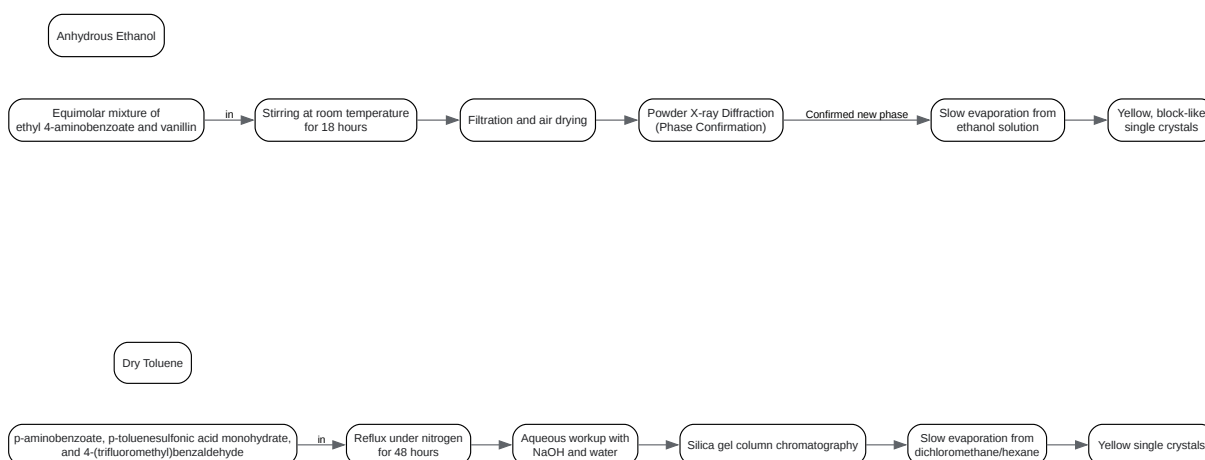 Anhydrous Ethanol
Equimolar mixture of
ethyl 4-aminobenzoate and vanillin
in
Stirring at room temperature
for 18 hours
Filtration and air drying
Powder X-ray Diffraction
(Phase Confirmation)
Confirmed new phase
Slow evaporation from
ethanol solution
Yellow, block-like
single crystals
Dry Toluene
p-aminobenzoate, p-toluenesulfonic acid monohydrate,
and 4-(trifluoromethyl)benzaldehyde
in
Reflux under nitrogen
for 48 hours
Aqueous workup with
NaOH and water
Silica gel column chromatography
Slow evaporation from
dichloromethane/hexane
Yellow single crystals